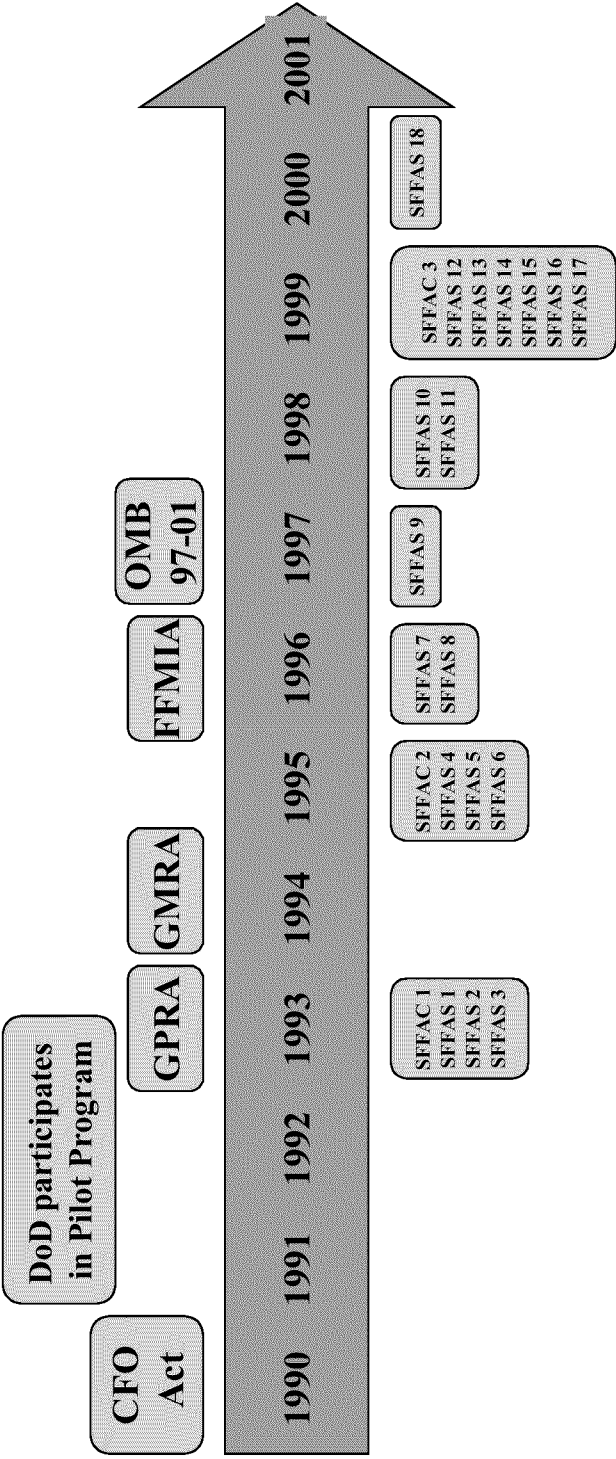 DoD participates
in Pilot Program
CFO
Act
GPRA
GMRA
FFMIA
OMB
97-01
1990
1991
1992
1993
1994
1995
1996
1997
1998
1999
2000
2001
SFFAC 1
SFFAS 1
SFFAS 2
SFFAS 3
SFFAC 2
SFFAS 4
SFFAS 5
SFFAS 6
SFFAS 7
SFFAS 8
SFFAS 9
SFFAS 10
SFFAS 11
SFFAC 3
SFFAS 12
SFFAS 13
SFFAS 14
SFFAS 15
SFFAS 16
SFFAS 17
SFFAS 18